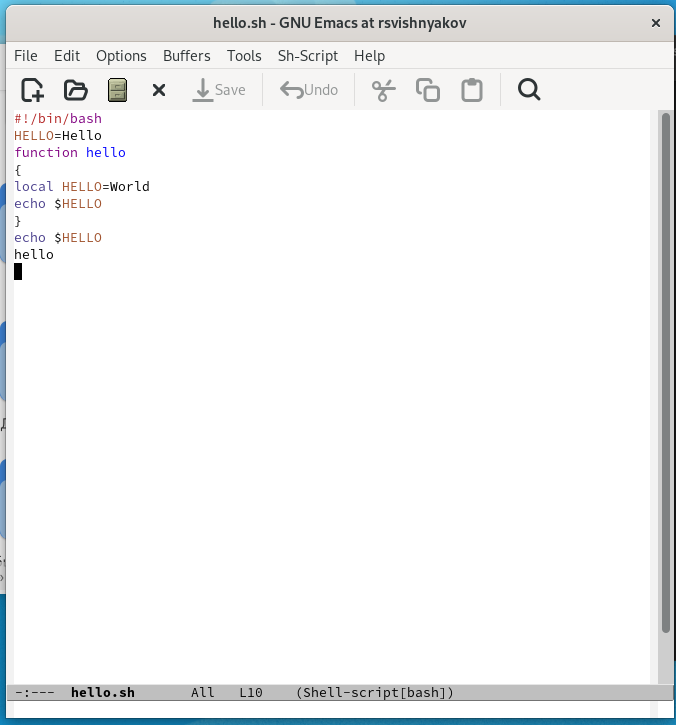 hello.sh - GNU Emacs at rsvishnyakov
File Edit Options Buffers Tools Sh-Script Help
Save Undo
#!/bin/bash
HELLO=Hello
function hello
{
local HELLO=World
echo $HELLO
}
echo $HELLO
hello
-:--- hello.sh All L10 (Shell-script[bash])